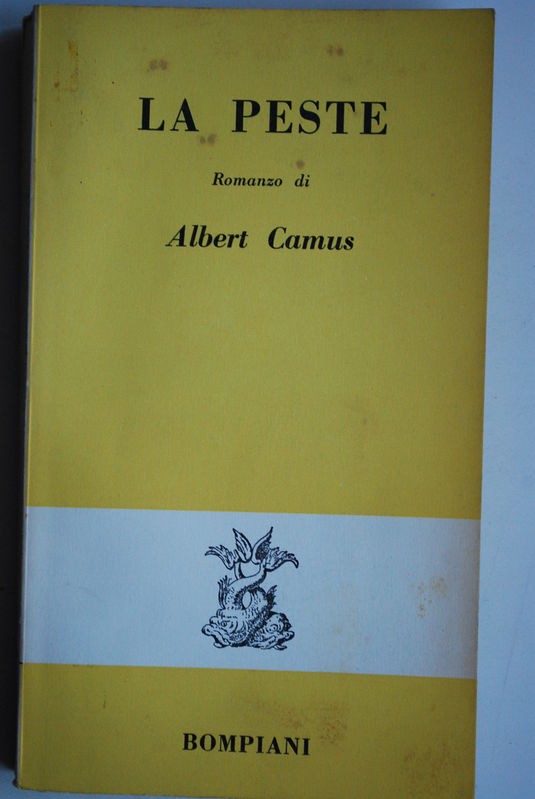 LA PESTE
Romanzo di
Albert Camus
BOMPIANI